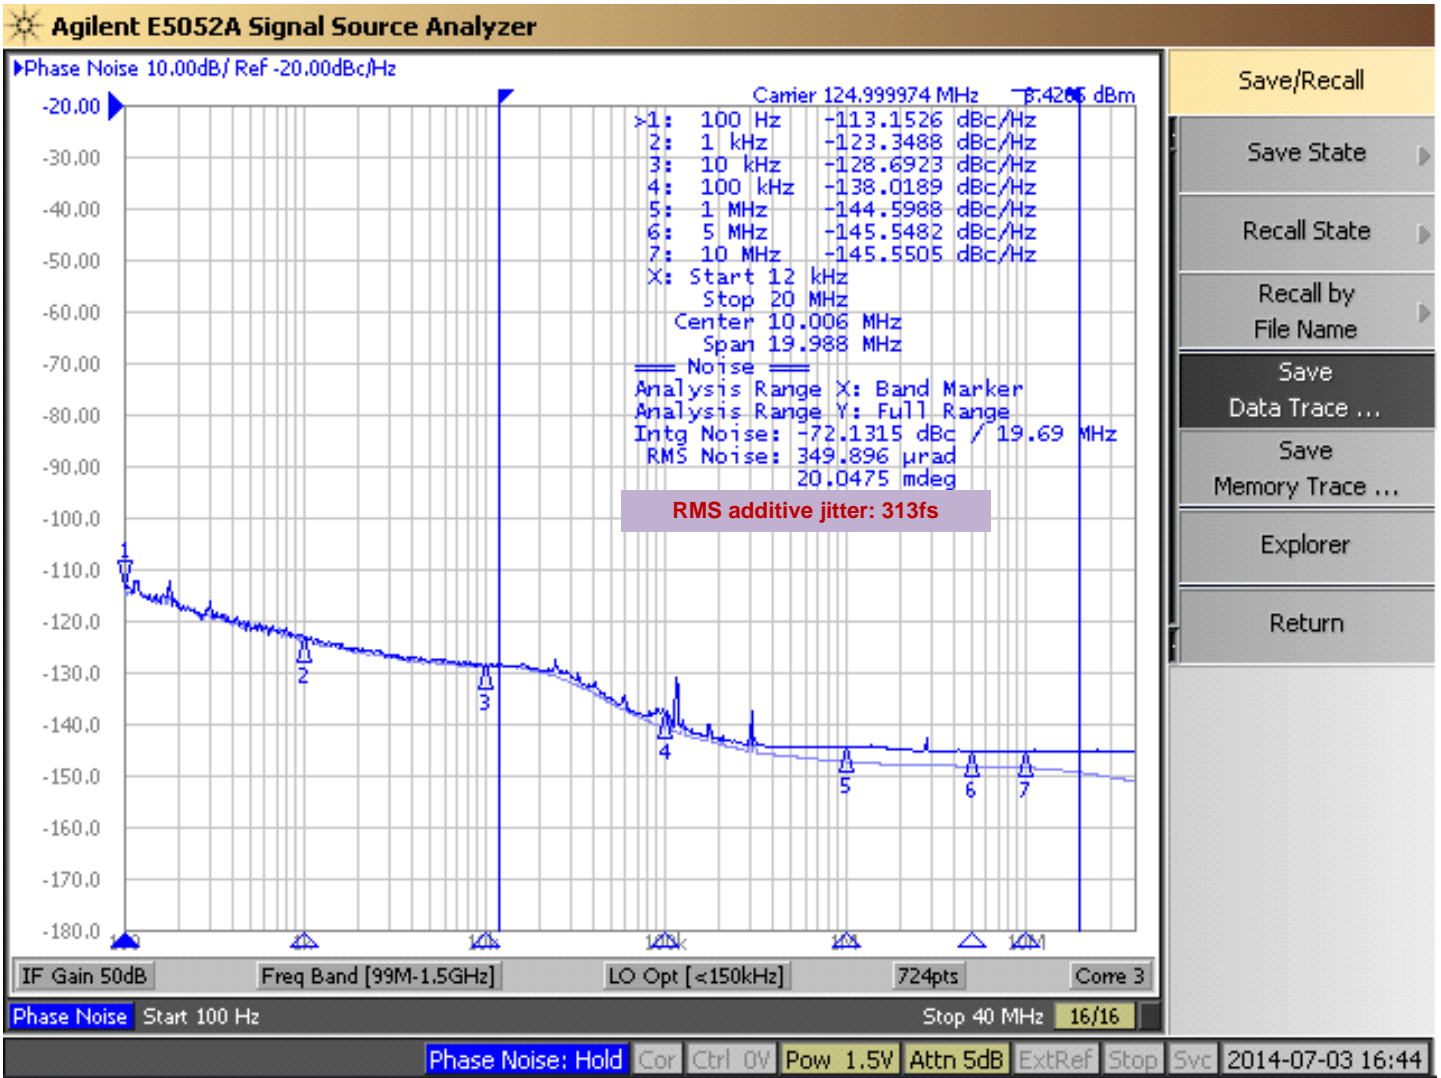 Agilent E5052A Signal Source Analyzer
Phase Noise 10.00dB/ Ref -20.00dBc/Hz
Carrier 124.999974 MHz dBm
>1: 100 Hz -113.1526 dBc/Hz
2: 1 kHz -123.3488 dBc/Hz
3: 10 kHz -128.6923 dBc/Hz
4: 100 kHz -138.0189 dBc/Hz
5: 1 MHz -144.5988 dBc/Hz
6: 5 MHz -145.5482 dBc/Hz
7: 10 MHz -145.5505 dBc/Hz
X: Start 12 kHz
Stop 20 MHz
Center 10.006 MHz
Span 19.988 MHz
=== Noise ===
Analysis Range X: Band Marker
Analysis Range Y: Full Range
Intg Noise: -72.1315 dBc / 19.69 MHz
RMS Noise: 349.896 µrad
20.0475 mdeg
RMS additive jitter: 313fs
-20.00
-30.00
-40.00
-50.00
-60.00
-70.00
-80.00
-90.00
-100.0
-110.0
-120.0
-130.0
-140.0
-150.0
-160.0
-170.0
-180.0
1
2
3
4
5
6
7
IF Gain 50dB
Freq Band [99M-1.5GHz]
LO Opt [<150kHz]
724pts
Corre 3
Phase Noise Start 100 Hz
Stop 40 MHz 16/16
Phase Noise: Hold Cor Ctrl 0V Pow 1.5V Attn 5dB ExtRef Stop Svc 2014-07-03 16:44
Save/Recall
Save State
Recall State
Recall by
File Name
Save
Data Trace ...
Save
Memory Trace ...
Explorer
Return